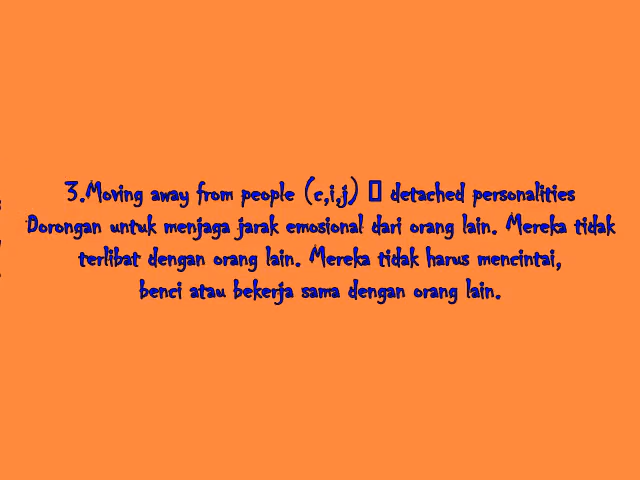 3.Moving away from people (c,i,j) detached personalities
Dorongan untuk menjaga jarak emosional dari orang lain. Mereka tidak
terlibat dengan orang lain. Mereka tidak harus mencintai,
benci atau bekerja sama dengan orang lain.